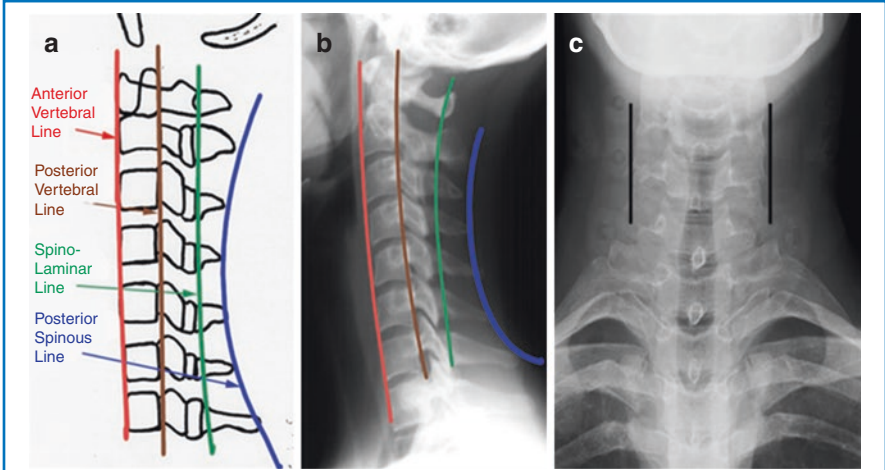 a
b
c
Anterior
Vertebral
Line
Posterior
Vertebral
Line
Spino-
Laminar
Line
Posterior
Spinous
Line